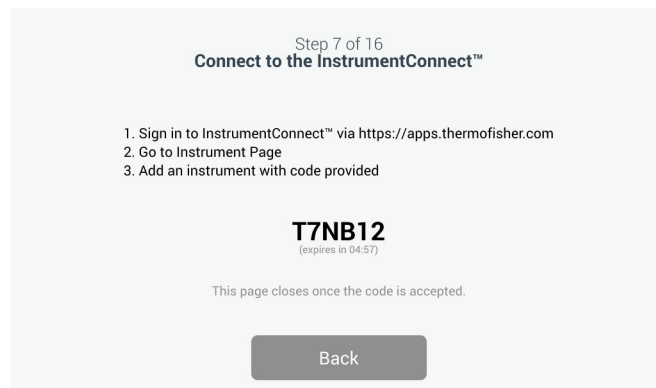 Step 7 of 16
Connect to the InstrumentConnect™
1. Sign in to InstrumentConnect™ via https://apps.thermofisher.com
2. Go to Instrument Page
3. Add an instrument with code provided
T7NB12
(expires in 04:57)
This page closes once the code is accepted.
Back